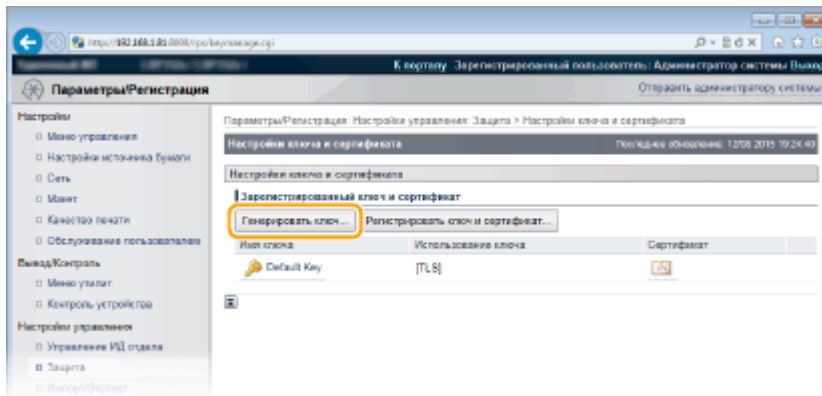 http://192.168.1.81:8000/rps/keymanage.cgi
К порталу Зарегистрированный пользователь: Администратор системы Выход
Параметры/Регистрация
Отправить администратору системы
Настройки
Меню управления
Настройки источника бумаги
Сеть
Макет
Качество печати
Обслуживание пользователем
Вывод/Контроль
Меню утилит
Контроль устройства
Настройки управления
Управление ИД отдела
Защита
Импорт/Экспорт
Параметры/Регистрация: Настройки управления: Защита > Настройки ключа и сертификата
Настройки ключа и сертификата
Последнее обновление: 12/08 2015 19:24:40
Настройки ключа и сертификата
Зарегистрированный ключ и сертификат
Генерировать ключ... Регистрировать ключ и сертификат...
Имя ключа Использование ключа Сертификат
Default Key [TLS]